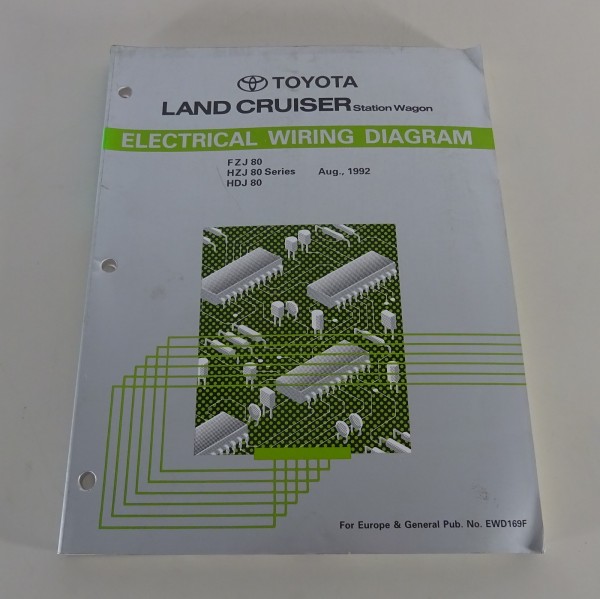 TOYOTA
LAND CRUISER Station Wagon
ELECTRICAL WIRING DIAGRAM
FZJ 80
HZJ 80 Series Aug., 1992
HDJ 80
For Europe & General Pub. No. EWD169F